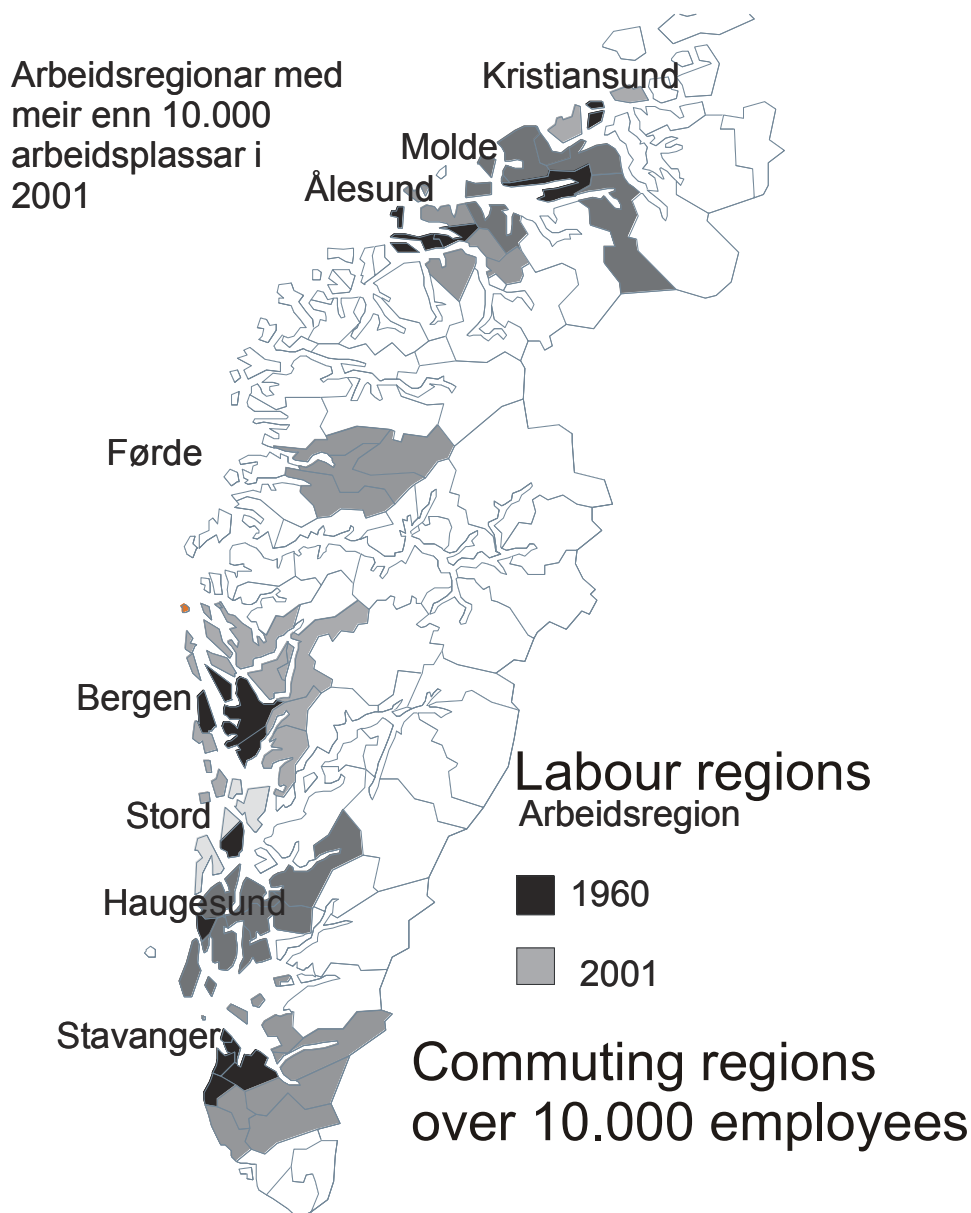 Arbeidsregionar med
meir enn 10.000
arbeidsplassar i
2001
Kristiansund
Molde
Ålesund
Førde
Bergen
Stord
Haugesund
Stavanger
Labour regions
Arbeidsregion
1960
2001
Commuting regions
over 10.000 employees